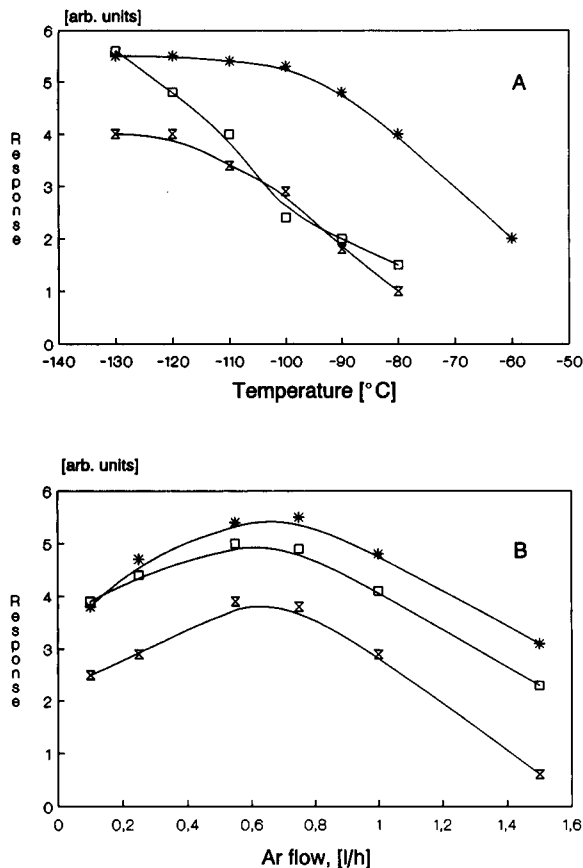 [arb. units]
6
5
4
3
2
1
0
Response
A
-140 -130 -120 -110 -100 -90 -80 -70 -60 -50
Temperature [°C]
[arb. units]
6
5
4
3
2
1
0
Response
B
0 0,2 0,4 0,6 0,8 1 1,2 1,4 1,6
Ar flow, [l/h]